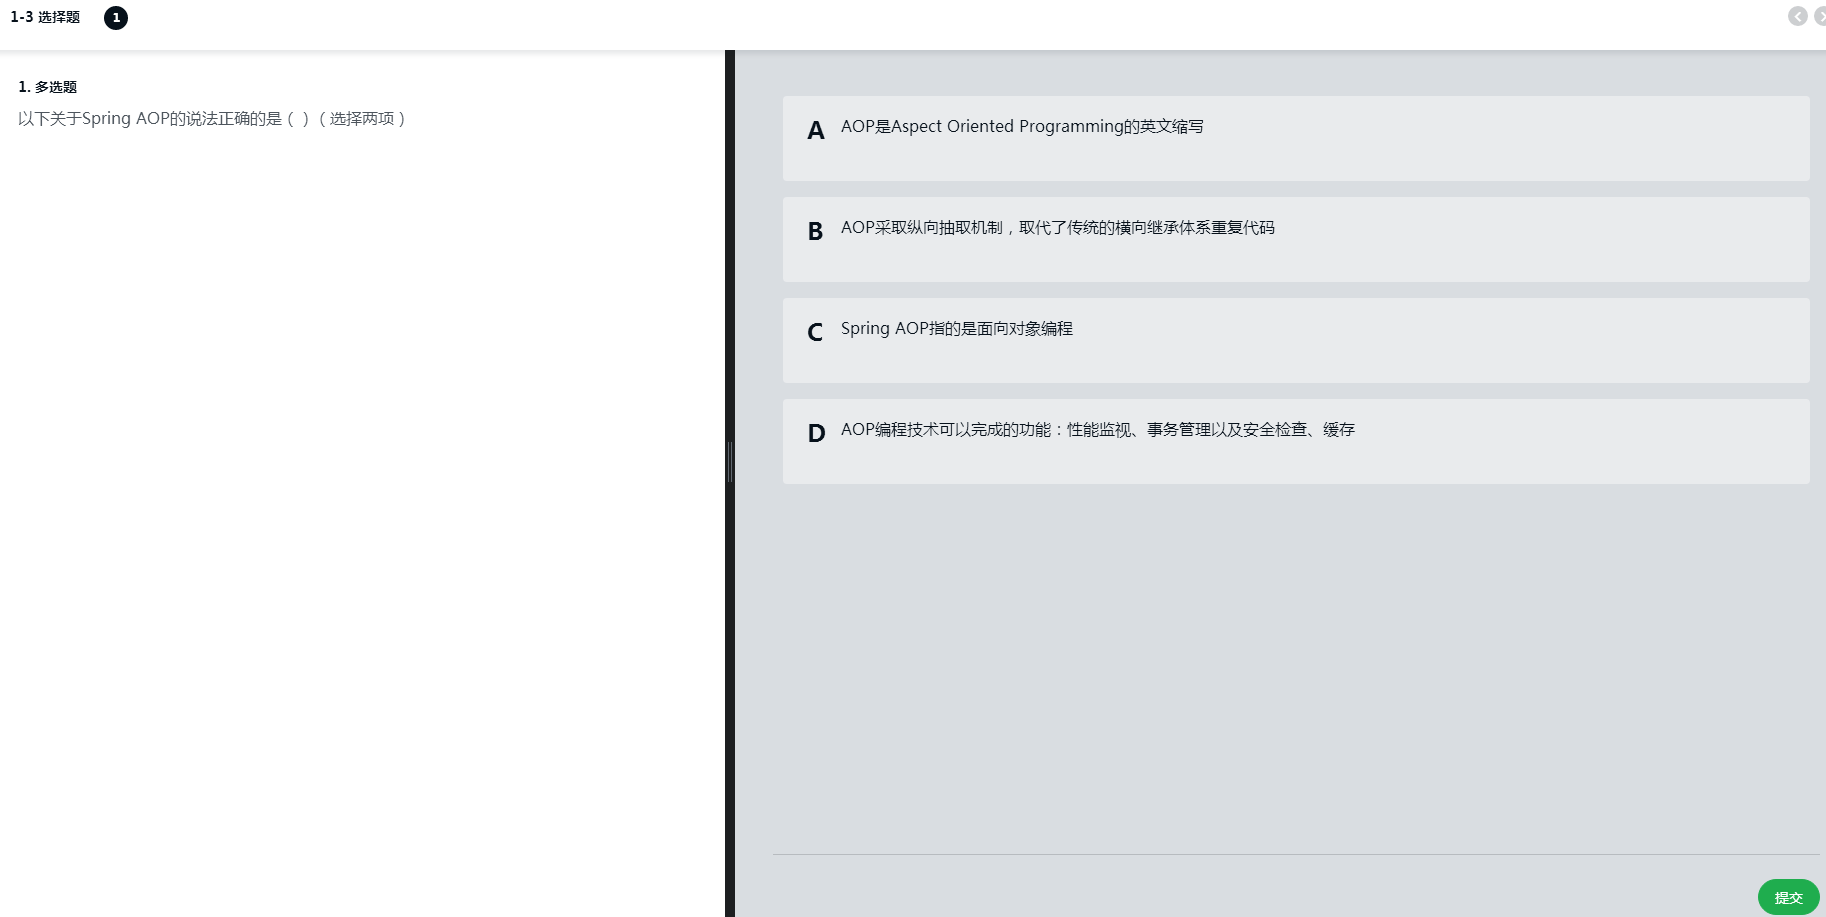 1-3 选择题 1
1. 多选题
以下关于Spring AOP的说法正确的是（ ）（选择两项）
A AOP是Aspect Oriented Programming的英文缩写
B AOP采取纵向抽取机制，取代了传统的横向继承体系重复代码
C Spring AOP指的是面向对象编程
D AOP编程技术可以完成的功能：性能监视、事务管理以及安全检查、缓存
提交